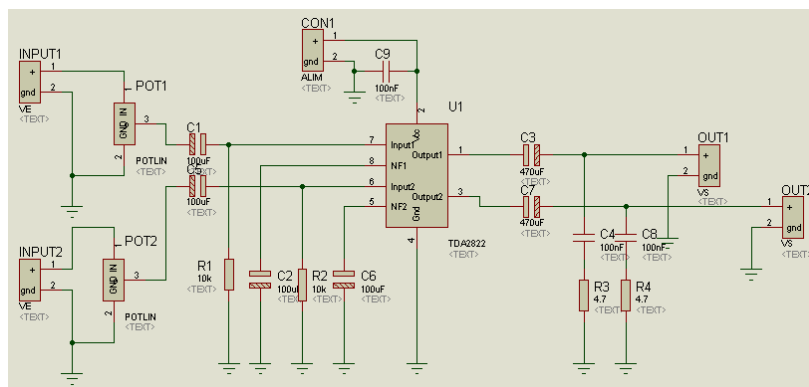 CON1
1
2
+
gnd
ALIM
<TEXT>
C9
100nF
<TEXT>
INPUT1
1
2
+
gnd
VE
<TEXT>
POT1
1
GND IN
3
2
POTLIN
<TEXT>
C1
100uF
<TEXT>
C5
100uF
<TEXT>
U1
2
Vcc
7
Input1
8
NF1
6
Input2
5
NF2
Output1
1
Output2
3
Gnd
4
TDA2822
<TEXT>
C3
470uF
<TEXT>
C7
470uF
<TEXT>
OUT1
1
2
+
gnd
VS
<TEXT>
OUT2
1
2
+
gnd
VS
<TEXT>
INPUT2
1
2
+
gnd
VE
<TEXT>
POT2
1
GND IN
3
2
POTLIN
<TEXT>
R1
10k
<TEXT>
C2
100uF
<TEXT>
R2
10k
<TEXT>
C6
100uF
<TEXT>
C4
100nF
<TEXT>
C8
100nF
<TEXT>
R3
4.7
<TEXT>
R4
4.7
<TEXT>